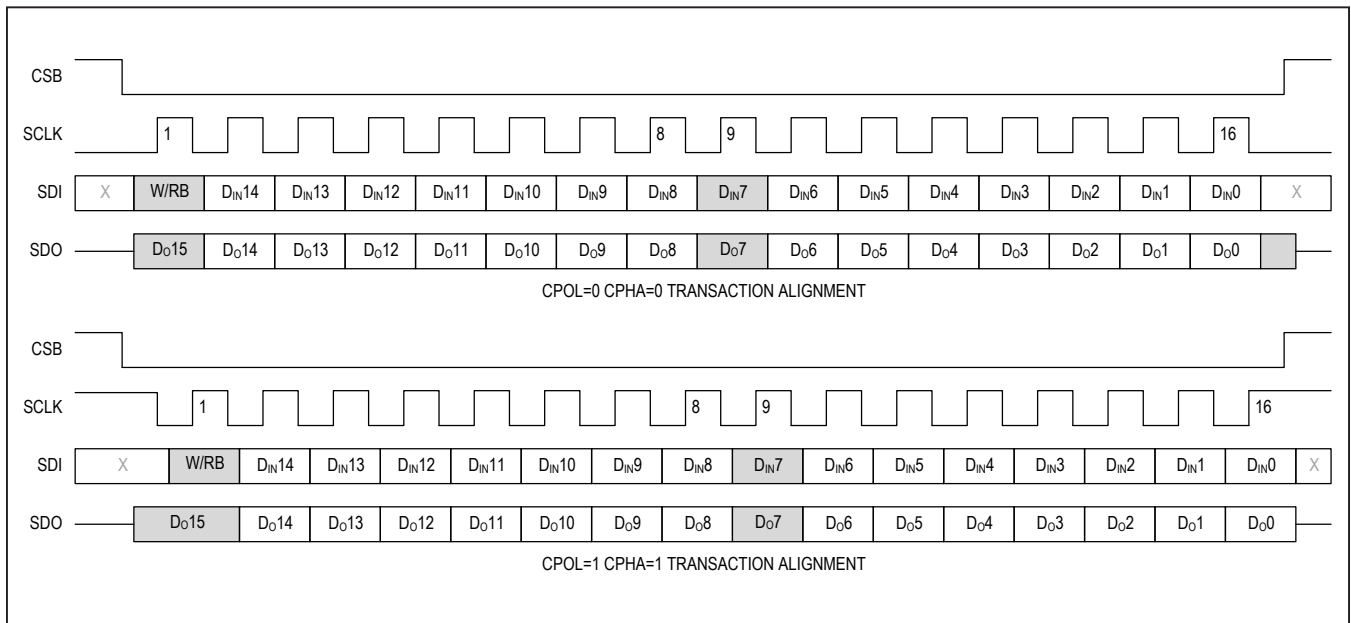 CSB
SCLK 1 8 9 16
SDI X W/RB DIN14 DIN13 DIN12 DIN11 DIN10 DIN9 DIN8 DIN7 DIN6 DIN5 DIN4 DIN3 DIN2 DIN1 DIN0 X
SDO DO15 DO14 DO13 DO12 DO11 DO10 DO9 DO8 DO7 DO6 DO5 DO4 DO3 DO2 DO1 DO0
CPOL=0 CPHA=0 TRANSACTION ALIGNMENT
CSB
SCLK 1 8 9 16
SDI X W/RB DIN14 DIN13 DIN12 DIN11 DIN10 DIN9 DIN8 DIN7 DIN6 DIN5 DIN4 DIN3 DIN2 DIN1 DIN0 X
SDO DO15 DO14 DO13 DO12 DO11 DO10 DO9 DO8 DO7 DO6 DO5 DO4 DO3 DO2 DO1 DO0
CPOL=1 CPHA=1 TRANSACTION ALIGNMENT